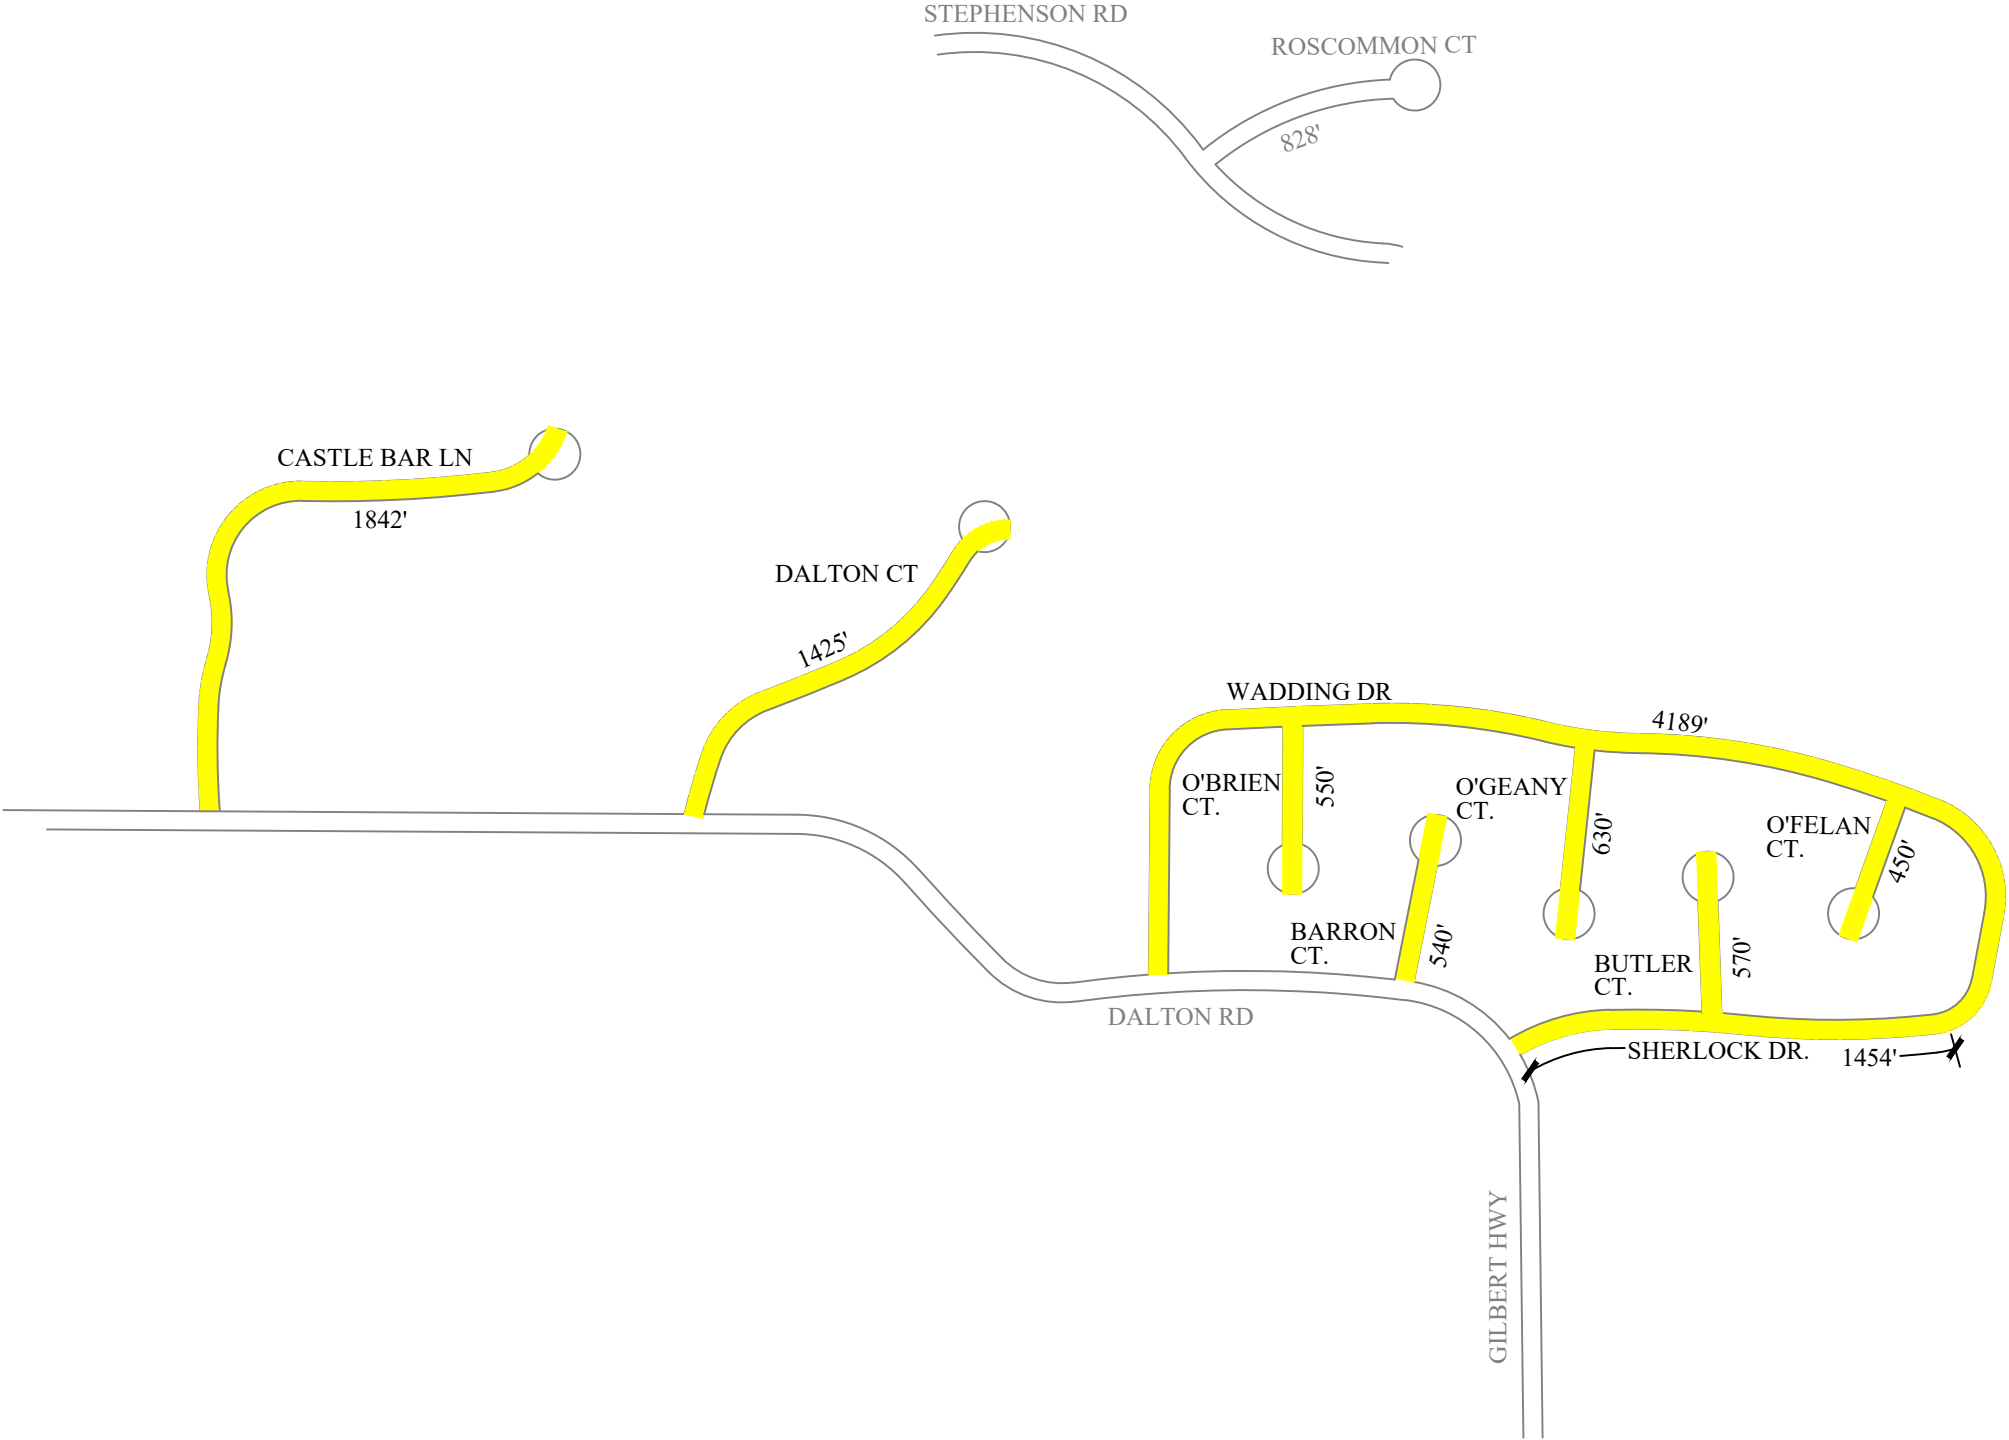 STEPHENSON RD
ROSCOMMON CT
828'
CASTLE BAR LN
1842'
DALTON CT
1425'
WADDING DR
4189'
O'BRIEN
CT.
550'
O'GEANY
CT.
630'
O'FELAN
CT.
450'
BARRON
CT.
540'
BUTLER
CT.
570'
DALTON RD
SHERLOCK DR.
1454'
GILBERT HWY